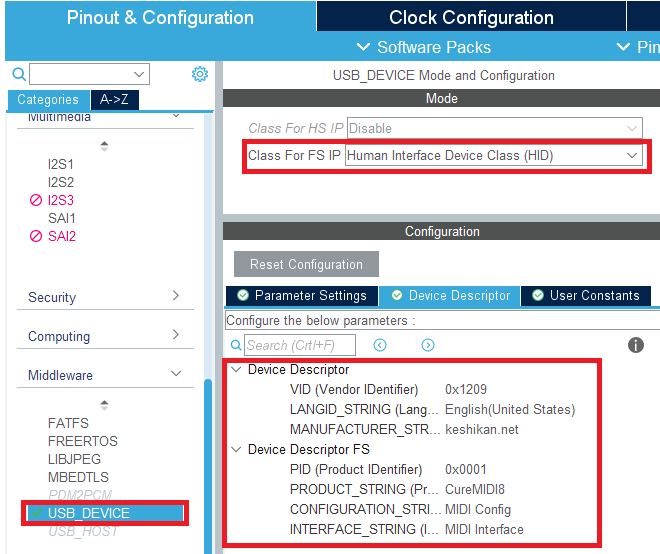 Pinout & Configuration
Clock Configuration
Software Packs
Pin
Categories
A->Z
Multimedia
I2S1
I2S2
I2S3
SAI1
SAI2
Security
Computing
Middleware
FATFS
FREERTOS
LIBJPEG
MBEDTLS
PDM2PCM
USB_DEVICE
USB_HOST
USB_DEVICE Mode and Configuration
Mode
Class For HS IP Disable
Class For FS IP Human Interface Device Class (HID)
Configuration
Reset Configuration
Parameter Settings
Device Descriptor
User Constants
Configure the below parameters :
Search (Crtl+F)
Device Descriptor
VID (Vendor IDentifier) 0x1209
LANGID_STRING (Lang... English(United States)
MANUFACTURER_STR... keshikan.net
Device Descriptor FS
PID (Product IDentifier) 0x0001
PRODUCT_STRING (Pr... CureMIDI8
CONFIGURATION_STRI... MIDI Config
INTERFACE_STRING (I... MIDI Interface